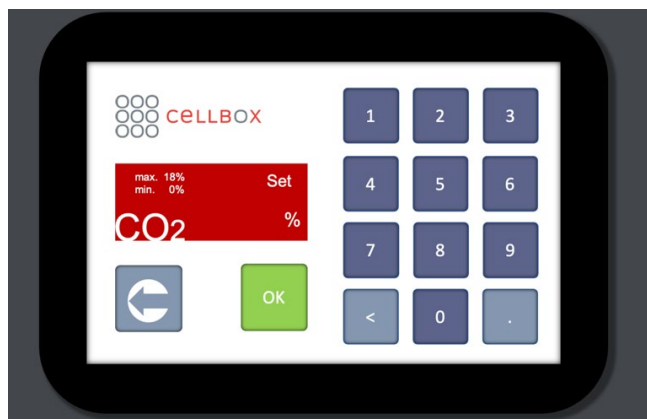 CELLBOX
max. 18%
min. 0%
Set
CO2
%
OK
1 2 3
4 5 6
7 8 9
< 0 .